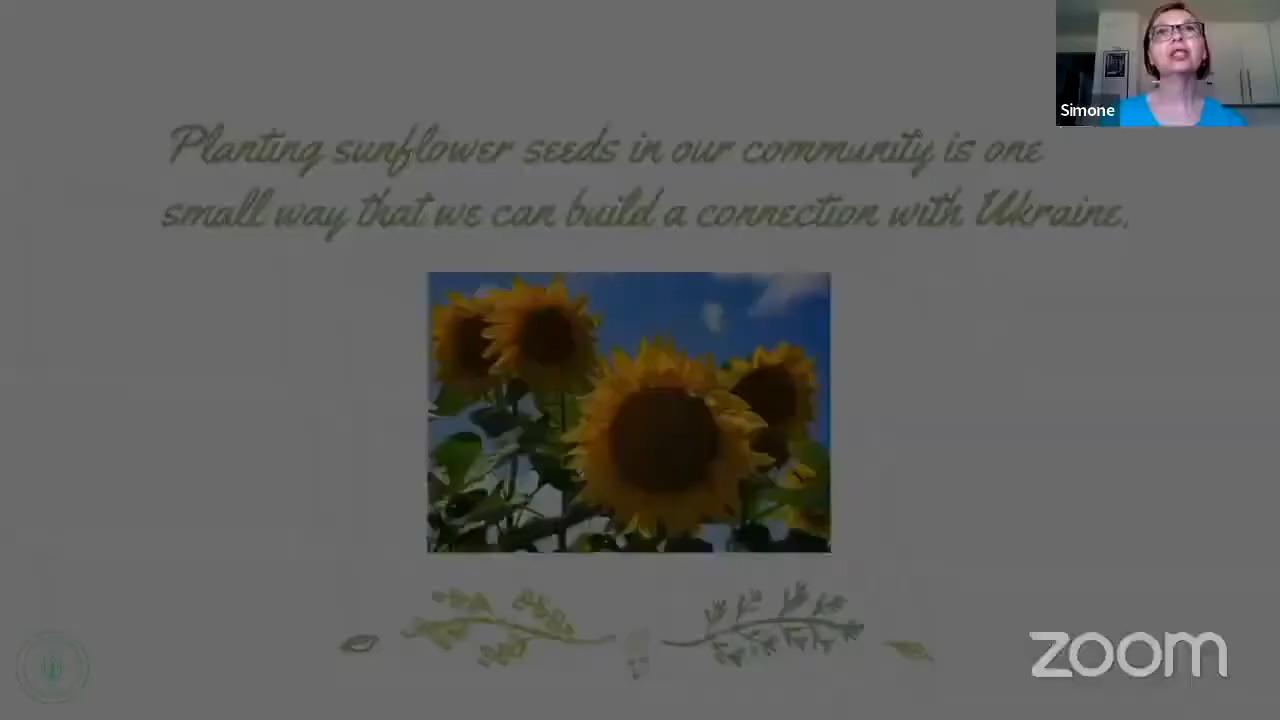 Simone
Planting sunflower seeds in our community is one
small way that we can build a connection with Ukraine.
zoom